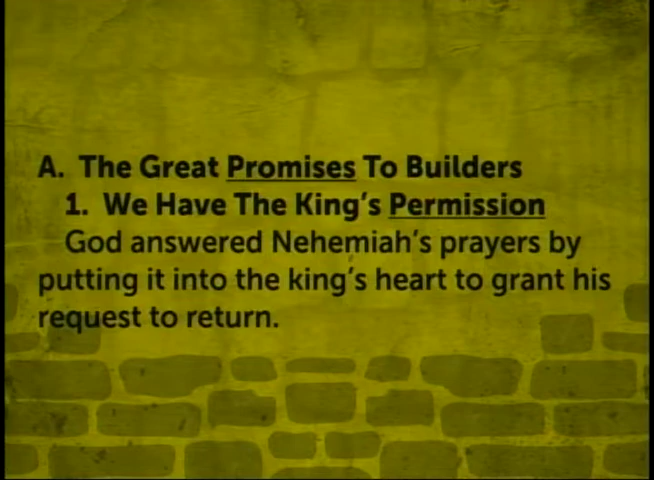 A. The Great Promises To Builders
1. We Have The King's Permission
God answered Nehemiah's prayers by
putting it into the king's heart to grant his
request to return.